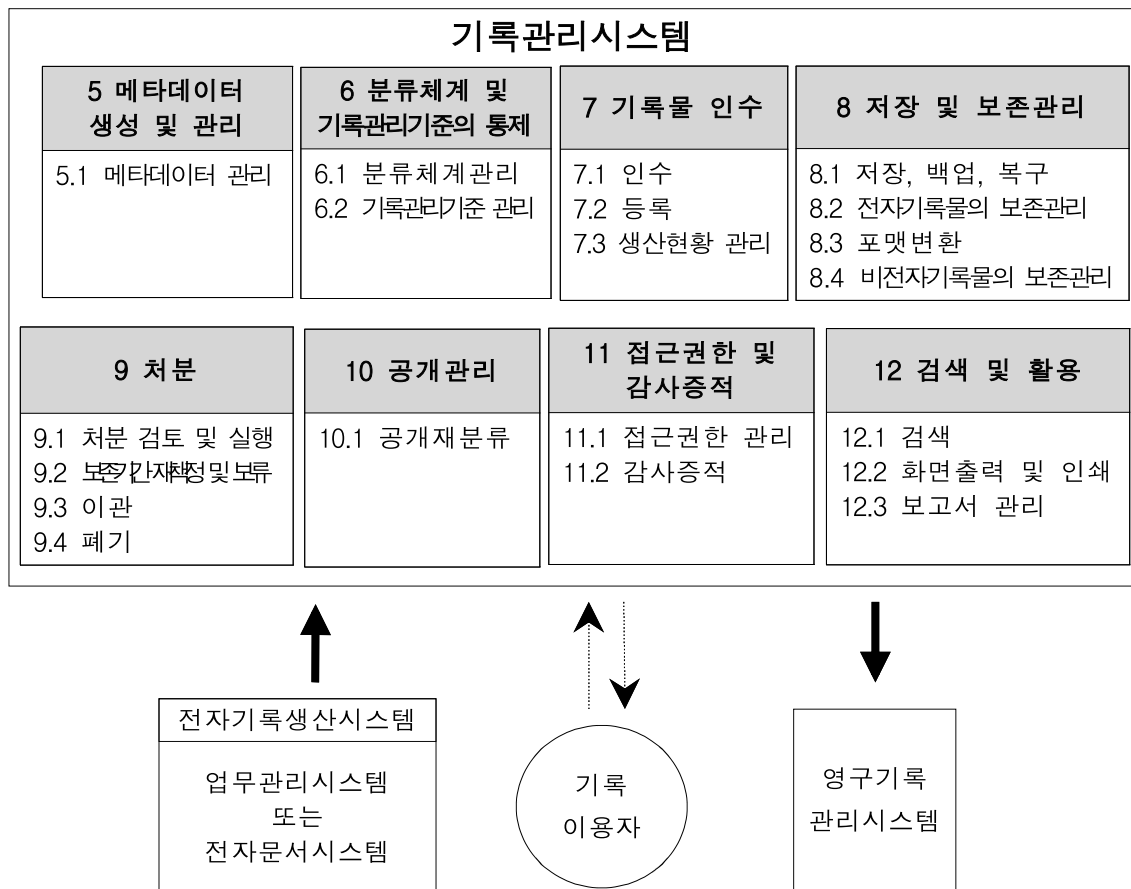 기록관리시스템
5 메타데이터
생성 및 관리
5.1 메타데이터 관리
6 분류체계 및
기록관리기준의 통제
6.1 분류체계관리
6.2 기록관리기준 관리
7 기록물 인수
7.1 인수
7.2 등록
7.3 생산현황 관리
8 저장 및 보존관리
8.1 저장, 백업, 복구
8.2 전자기록물의 보존관리
8.3 포맷변환
8.4 비전자기록물의 보존관리
9 처분
9.1 처분 검토 및 실행
9.2 보존기간재책정 및 보류
9.3 이관
9.4 폐기
10 공개관리
10.1 공개재분류
11 접근권한 및
감사증적
11.1 접근권한 관리
11.2 감사증적
12 검색 및 활용
12.1 검색
12.2 화면출력 및 인쇄
12.3 보고서 관리
전자기록생산시스템
업무관리시스템
또는
전자문서시스템
기록
이용자
영구기록
관리시스템